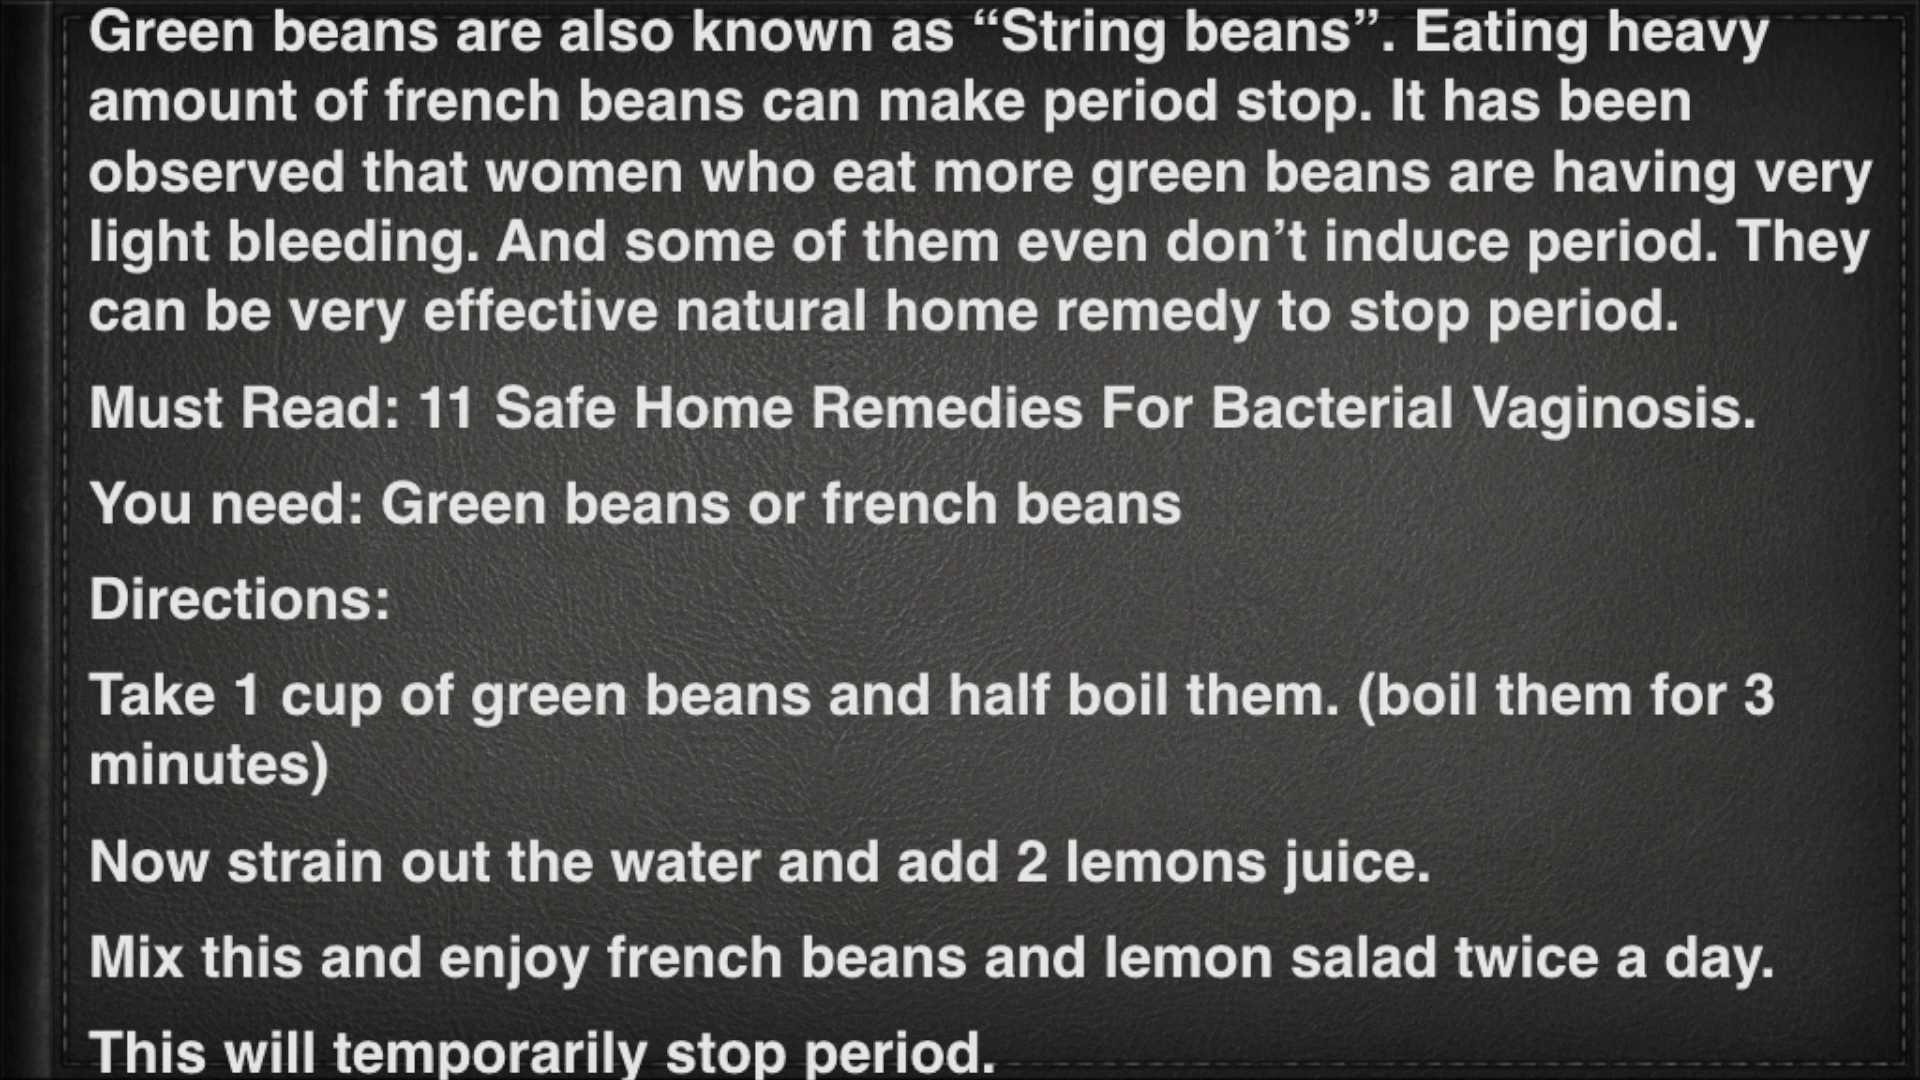 Green beans are also known as “String beans”. Eating heavy
amount of french beans can make period stop. It has been
observed that women who eat more green beans are having very
light bleeding. And some of them even don’t induce period. They
can be very effective natural home remedy to stop period.
Must Read: 11 Safe Home Remedies For Bacterial Vaginosis.
You need: Green beans or french beans
Directions:
Take 1 cup of green beans and half boil them. (boil them for 3
minutes)
Now strain out the water and add 2 lemons juice.
Mix this and enjoy french beans and lemon salad twice a day.
This will temporarily stop period.